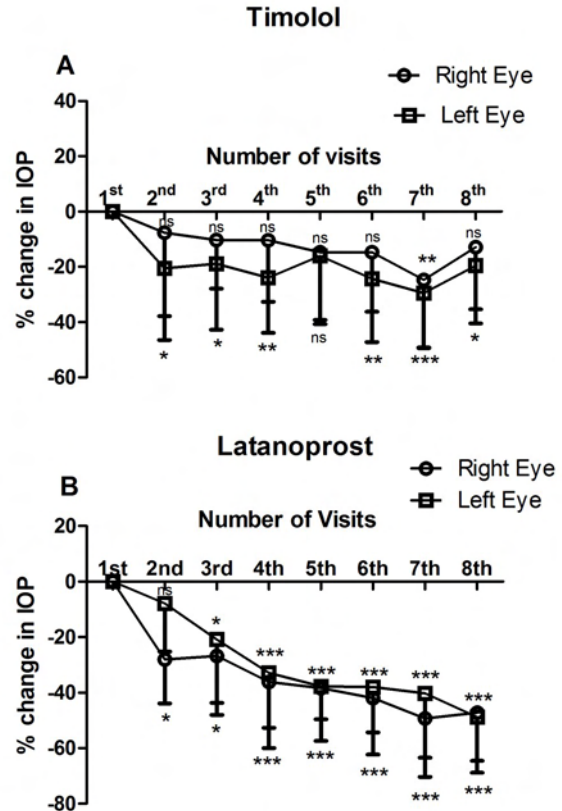 Timolol
A
Right Eye
Left Eye
Number of visits
1st 2nd 3rd 4th 5th 6th 7th 8th
40
20
0
-20
-40
-60
% change in IOP
ns ns ns ns ns ** ns
* * ** ns ** *** *
Latanoprost
B
Right Eye
Left Eye
Number of Visits
1st 2nd 3rd 4th 5th 6th 7th 8th
20
0
-20
-40
-60
-80
% change in IOP
ns * *** *** *** *** ***
* * *** *** *** *** ***